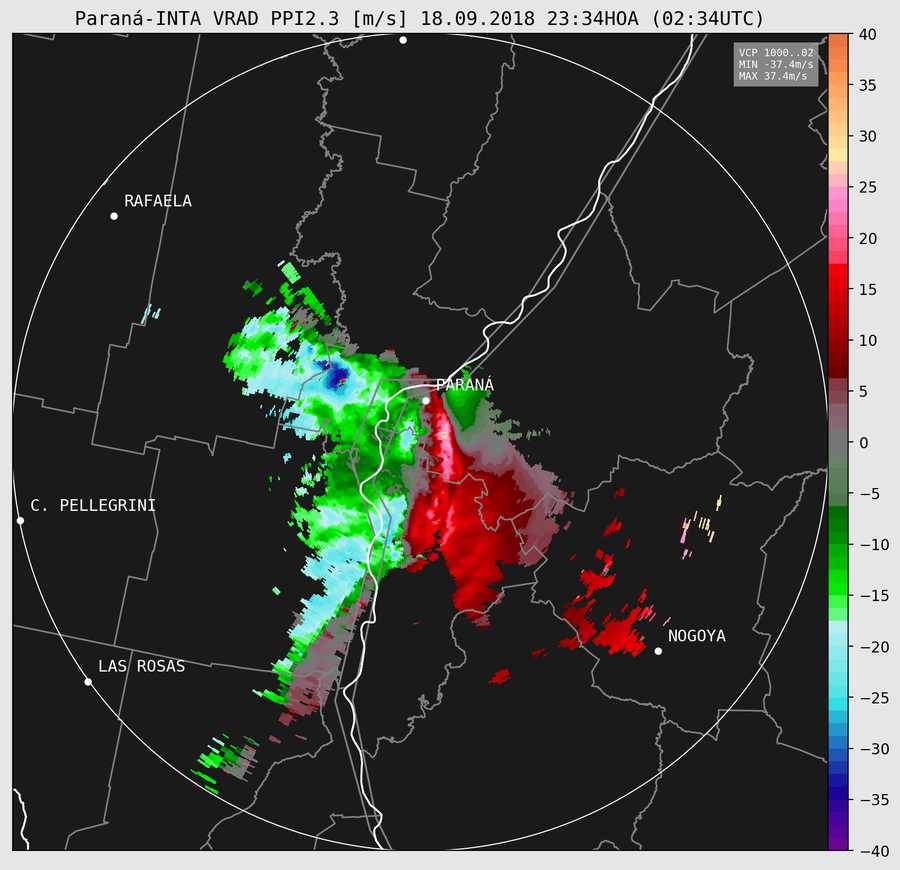 Paraná-INTA VRAD PPI2.3 [m/s] 18.09.2018 23:34HOA (02:34UTC)
VCP 1000..02
MIN -37.4m/s
MAX 37.4m/s
RAFAELA
PARANÁ
C. PELLEGRINI
NOGOYA
LAS ROSAS
40
35
30
25
20
15
10
5
0
−5
−10
−15
−20
−25
−30
−35
−40